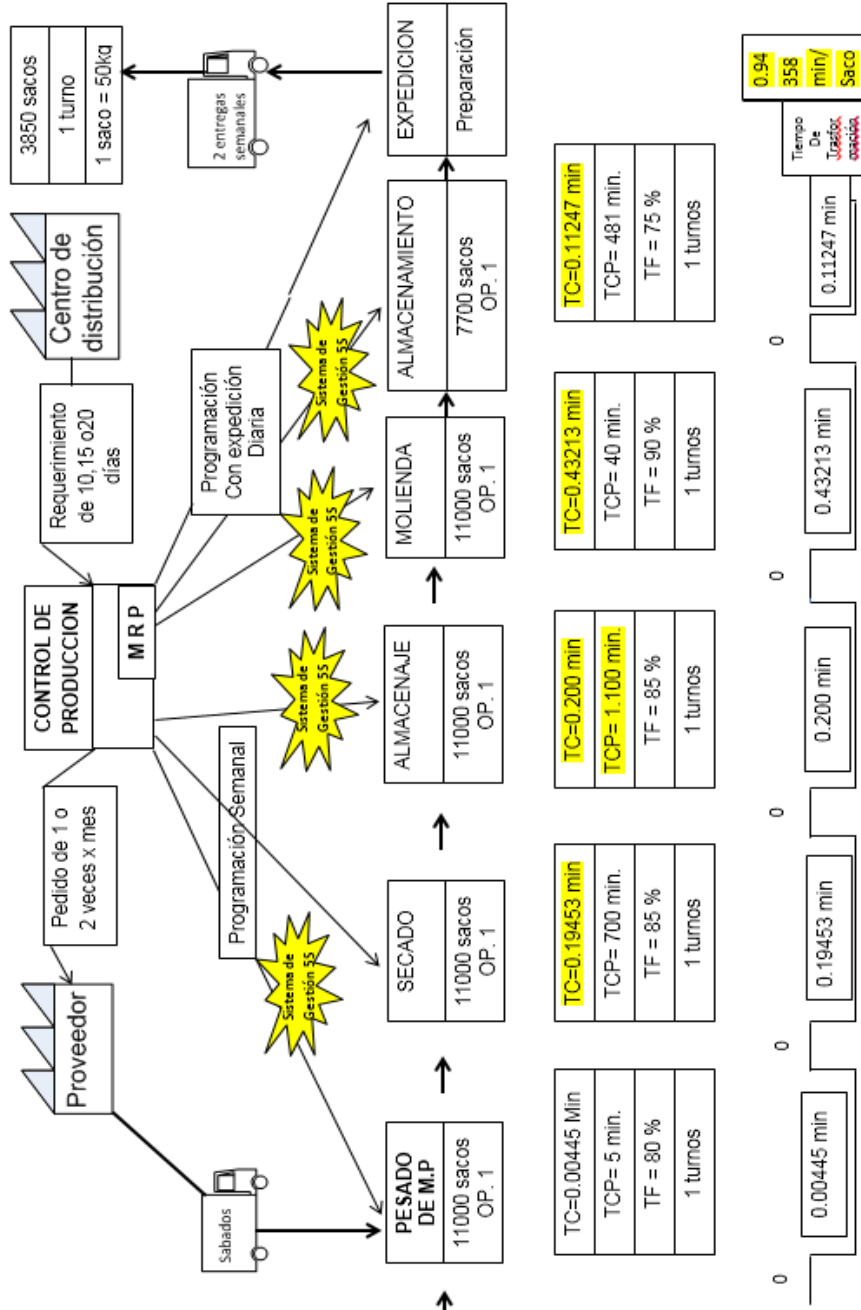 Proveedor
Pedido de 1 o
2 veces x mes
CONTROL DE
PRODUCCION
M R P
Requerimiento
de 10,15 o20
días
Centro de
distribución
3850 sacos
1 turno
1 saco = 50kq
Sabados
Programación Semanal
Programación
Con expedición
Diaria
2 entregas
semanales
Sistema de
Gestión 5S
Sistema de
Gestión 5S
Sistema de
Gestión 5S
Sistema de
Gestión 5S
PESADO
DE M.P
11000 sacos
OP. 1
SECADO
11000 sacos
OP. 1
ALMACENAJE
11000 sacos
OP. 1
MOLIENDA
11000 sacos
OP. 1
ALMACENAMIENTO
7700 sacos
OP. 1
EXPEDICION
Preparación
TC=0.00445 Min
TCP= 5 min.
TF = 80 %
1 turnos
TC=0.19453 min
TCP= 700 min.
TF = 85 %
1 turnos
TC=0.200 min
TCP= 1.100 min.
TF = 85 %
1 turnos
TC=0.43213 min
TCP= 40 min.
TF = 90 %
1 turnos
TC=0.11247 min
TCP= 481 min.
TF = 75 %
1 turnos
0
0.00445 min
0
0.19453 min
0
0.200 min
0
0.43213 min
0
0.11247 min
Tiempo
De
Trasfor
mación
0.94
358
min/
Saco